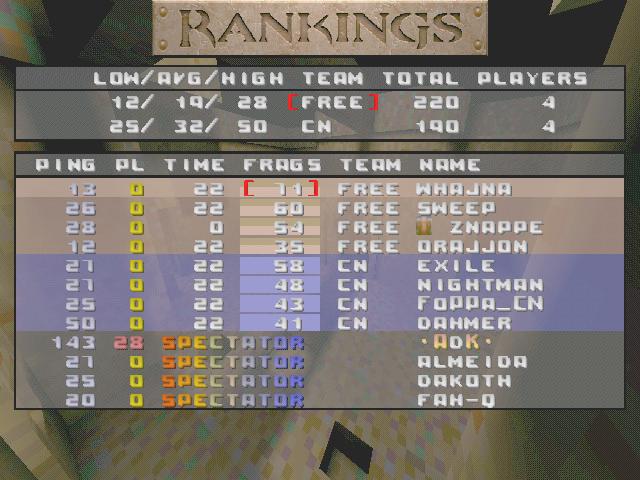 RANKINGS
LOW/AVG/HIGH TEAM TOTAL PLAYERS
12/ 19/ 28 [FREE] 220 4
25/ 32/ 50 CN 190 4
PING PL TIME FRAGS TEAM NAME
13 0 22 [ 71] FREE WHAJNA
26 0 22 60 FREE SWEEP
28 0 0 54 FREE ZNAPPE
12 0 22 35 FREE DRAJJON
27 0 22 58 CN EXILE
27 0 22 48 CN NIGHTMAN
25 0 22 43 CN FOPPA_CN
50 0 22 41 CN DAHMER
143 28 SPECTATOR ·ADK·
27 0 SPECTATOR ALMEIDA
25 0 SPECTATOR DAKOTH
20 0 SPECTATOR FAH-Q